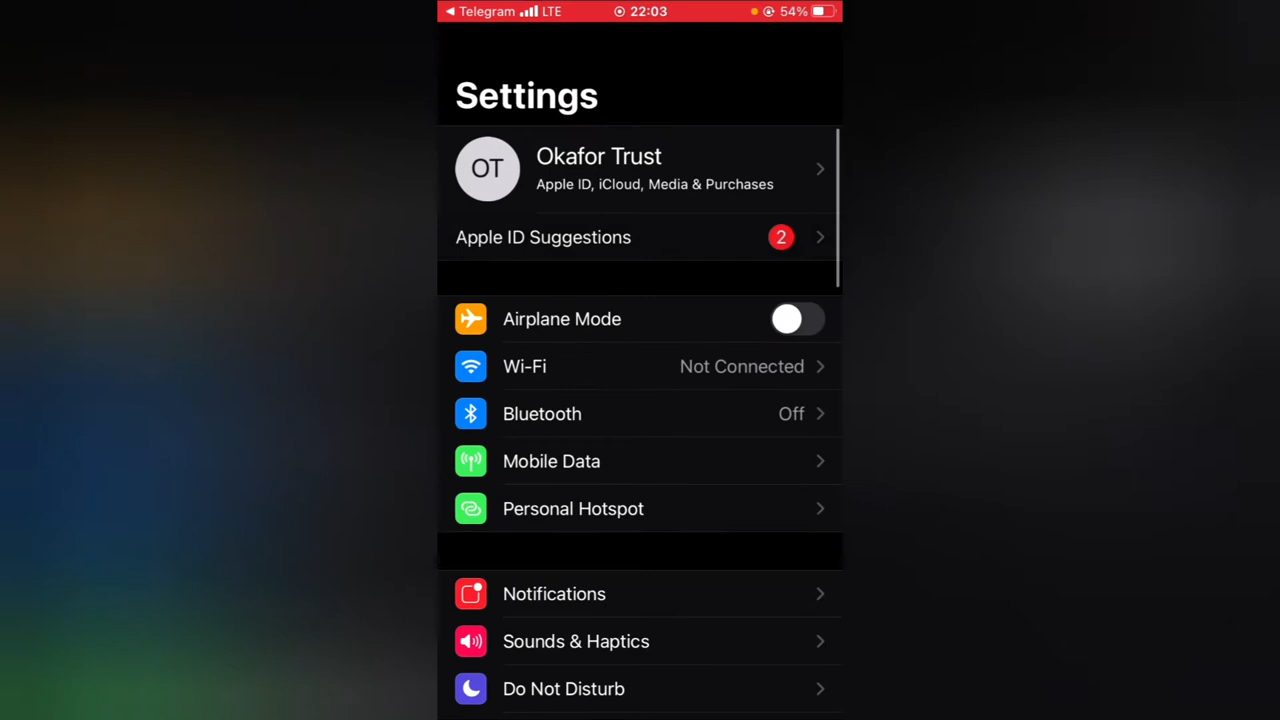 Telegram LTE 22:03 54%
Settings
OT
Okafor Trust
Apple ID, iCloud, Media & Purchases
Apple ID Suggestions 2
Airplane Mode
Wi-Fi Not Connected
Bluetooth Off
Mobile Data
Personal Hotspot
Notifications
Sounds & Haptics
Do Not Disturb